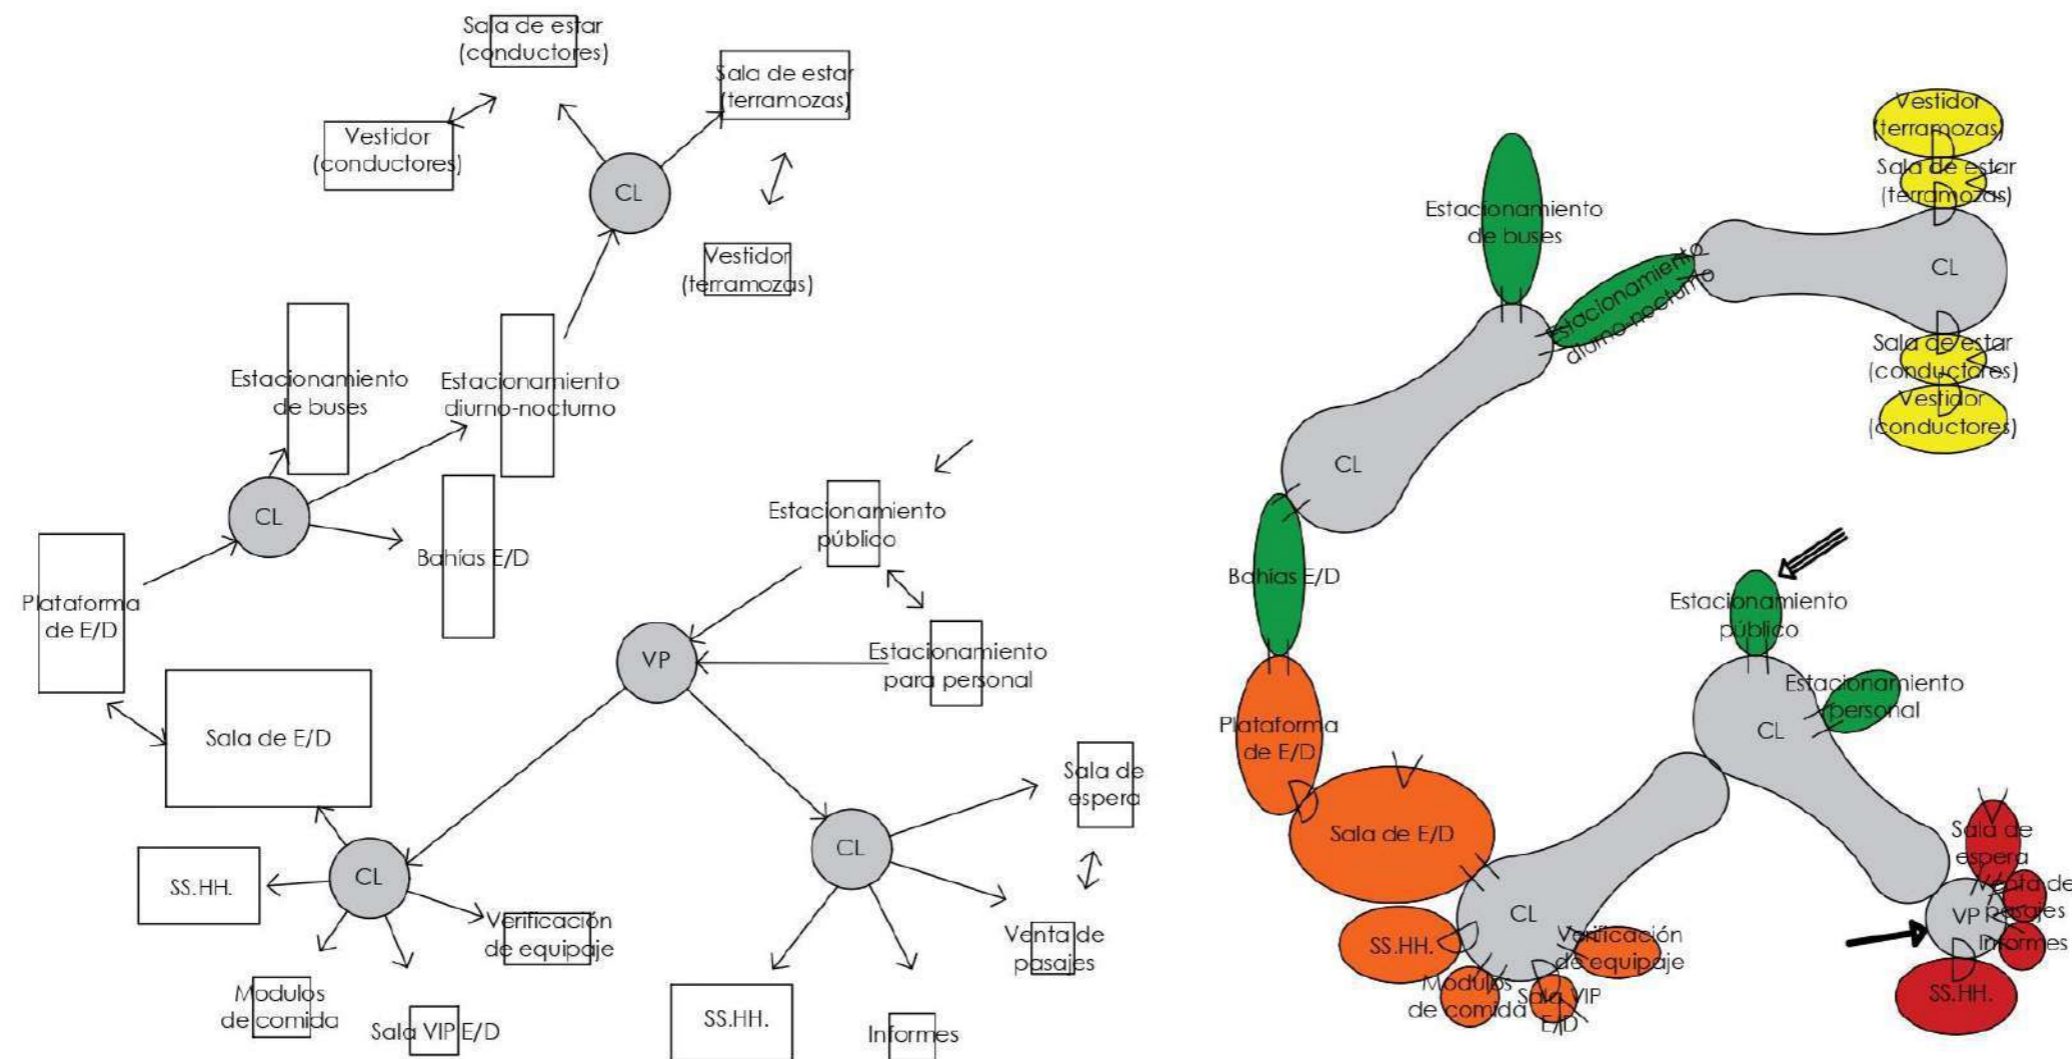 Sala de estar
(conductores)
Sala de estar
(terramozas)
Vestidor
(conductores)
CL
Vestidor
(terramozas)
Estacionamiento
de buses
Estacionamiento
diurno-nocturno
CL
Bahías E/D
Plataforma
de E/D
Estacionamiento
público
VP
Estacionamiento
para personal
Sala de E/D
Sala de
espera
CL
CL
SS.HH.
Verificación
de equipaje
Venta de
pasajes
Modulos
de comida
Sala VIP E/D
SS.HH.
Informes
Vestidor
(terramozas)
Sala de estar
(terramozas)
Estacionamiento
de buses
Estacionamiento
diurno-nocturno
CL
Sala de estar
(conductores)
Vestidor
(conductores)
CL
Bahías E/D
Estacionamiento
público
Estacionamiento
personal
Plataforma
de E/D
CL
Sala de E/D
Sala de
espera
Venta de
pasajes
VP
Informes
CL
SS.HH.
Verificación
de equipaje
Modulos
de comida
Sala VIP
E/D
SS.HH.